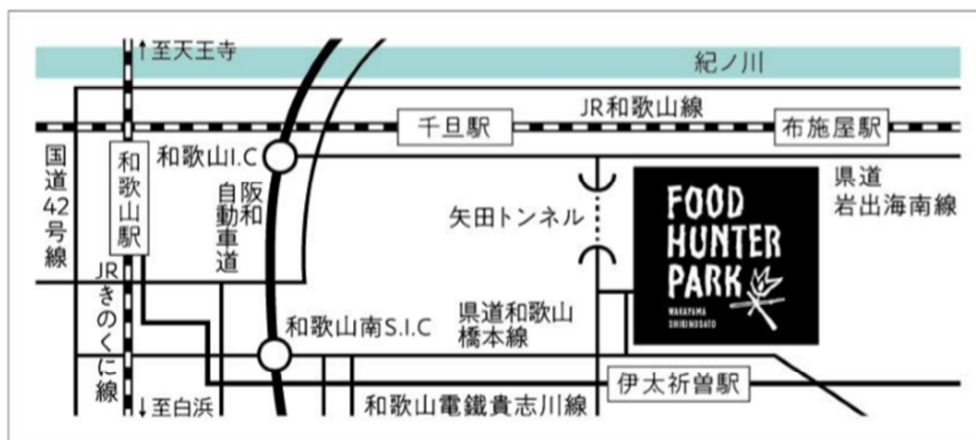 ↑至天王寺
紀ノ川
JR和歌山線
千旦駅
布施屋駅
国道42号線
和歌山駅
和歌山I.C
阪和
自動車道
矢田トンネル
FOOD
HUNTER
PARK
WAKAYAMA
SHIKINOSATO
県道
岩出海南線
JRきのくに線
和歌山南S.I.C
県道和歌山
橋本線
伊太祈曽駅
↓至白浜
和歌山電鐵貴志川線